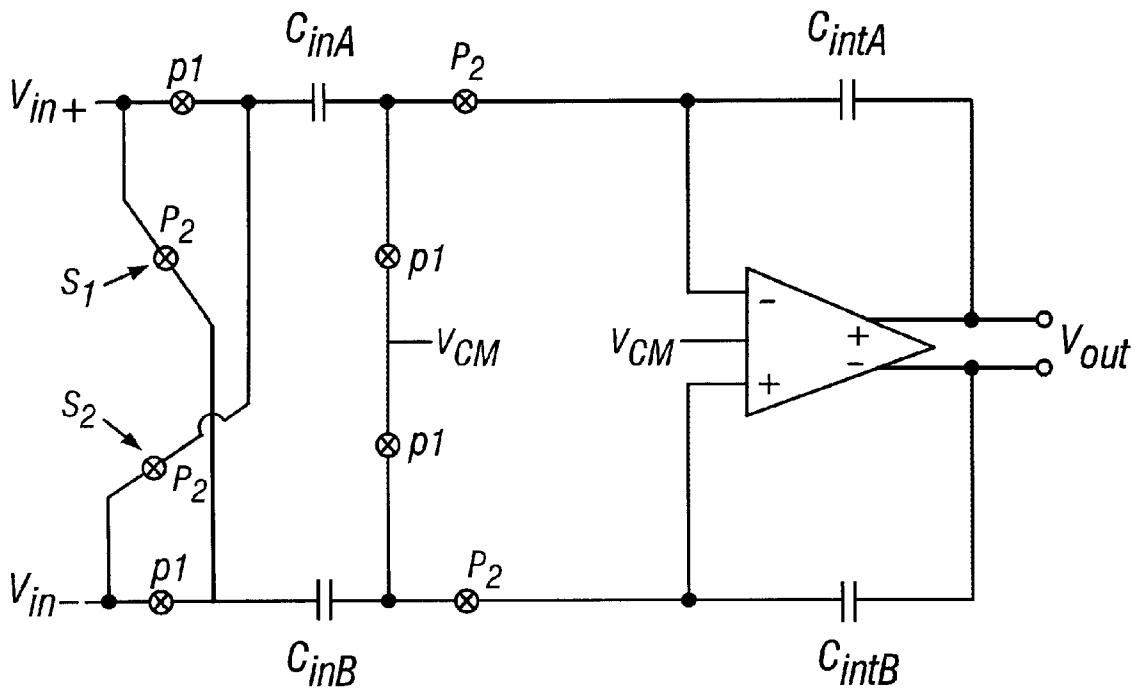 CinA
CintA
p1
P2
Vin+
P2
S1
p1
-
VCM
VCM
+
-
Vout
+
S2
P2
p1
p1
P2
Vin-
CinB
CintB